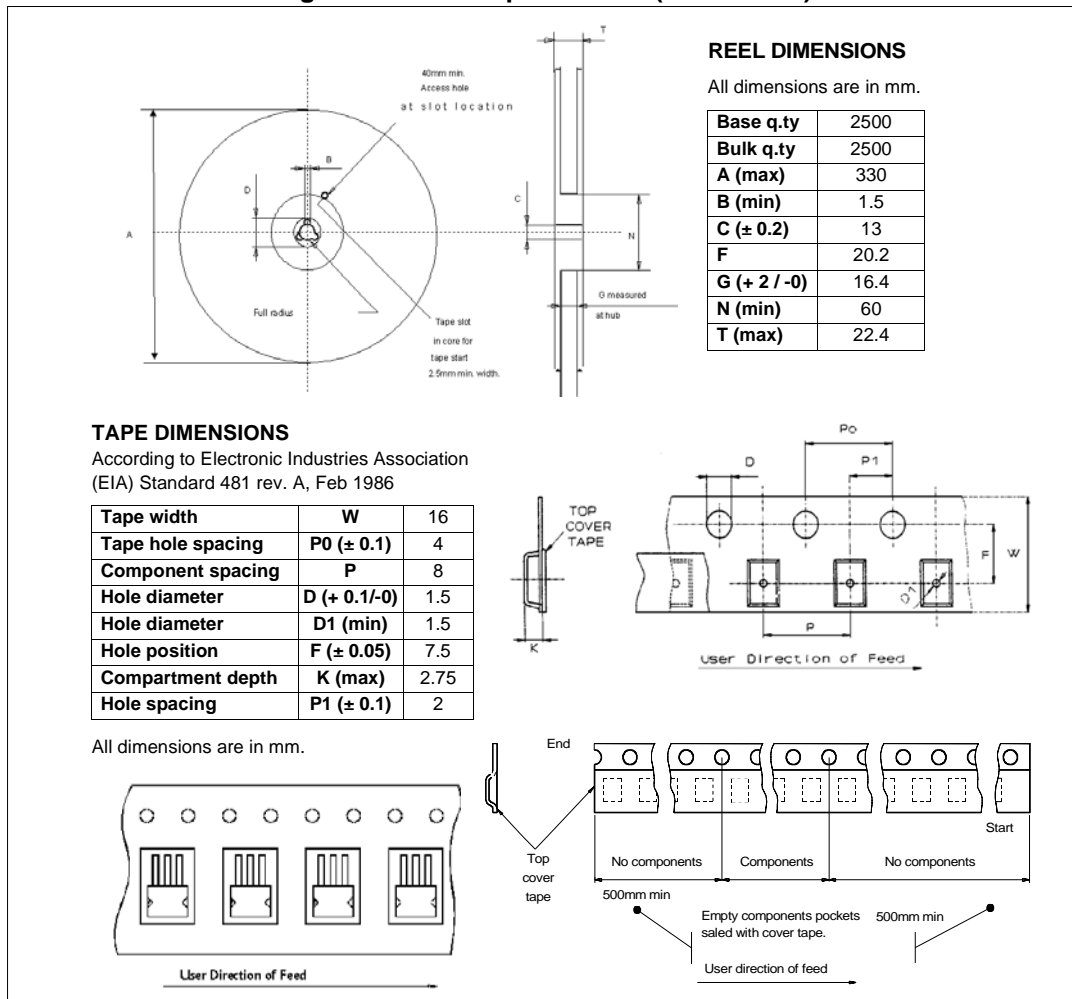 T
40mm min.
Access hole
at slot location
B
D
C
A
N
G measured
at hub
Full radius
Tape slot
in core for
tape start
2.5mm min. width.
REEL DIMENSIONS
All dimensions are in mm.
Base q.ty 2500
Bulk q.ty 2500
A (max) 330
B (min) 1.5
C (± 0.2) 13
F 20.2
G (+ 2 / -0) 16.4
N (min) 60
T (max) 22.4
TAPE DIMENSIONS
According to Electronic Industries Association
(EIA) Standard 481 rev. A, Feb 1986
Tape width W 16
Tape hole spacing P0 (± 0.1) 4
Component spacing P 8
Hole diameter D (+ 0.1/-0) 1.5
Hole diameter D1 (min) 1.5
Hole position F (± 0.05) 7.5
Compartment depth K (max) 2.75
Hole spacing P1 (± 0.1) 2
All dimensions are in mm.
TOP
COVER
TAPE
K
Po
D
P1
F
W
D1
P
User Direction of Feed
User Direction of Feed
End
Start
Top
cover
tape
No components
Components
No components
500mm min
Empty components pockets
saled with cover tape.
500mm min
User direction of feed